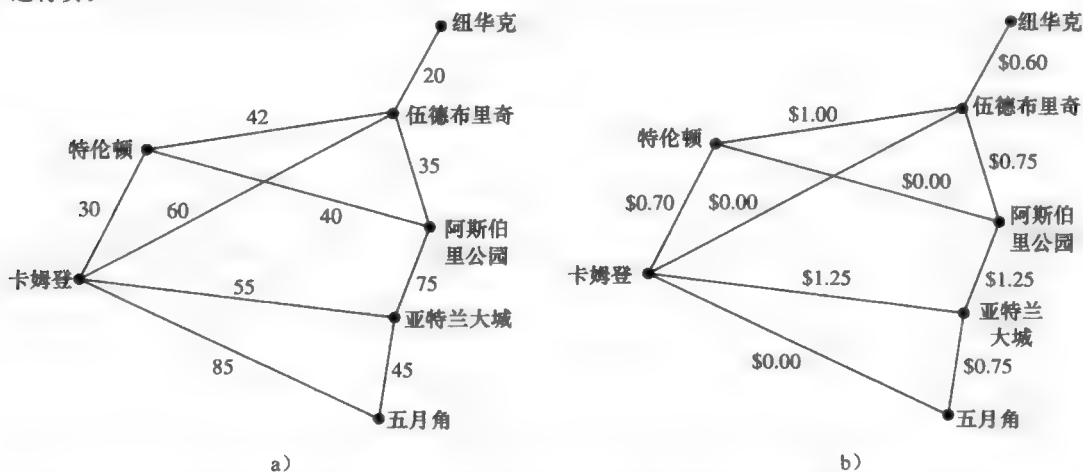 纽华克
20
伍德布里奇
42
特伦顿
35
30
60
40
阿斯伯
里公园
卡姆登
55
75
亚特兰大城
85
45
五月角
a）
纽华克
$0.60
伍德布里奇
$1.00
特伦顿
$0.75
$0.70
$0.00
$0.00
阿斯伯
里公园
卡姆登
$1.25
$1.25
亚特兰
大城
$0.00
$0.75
五月角
b）